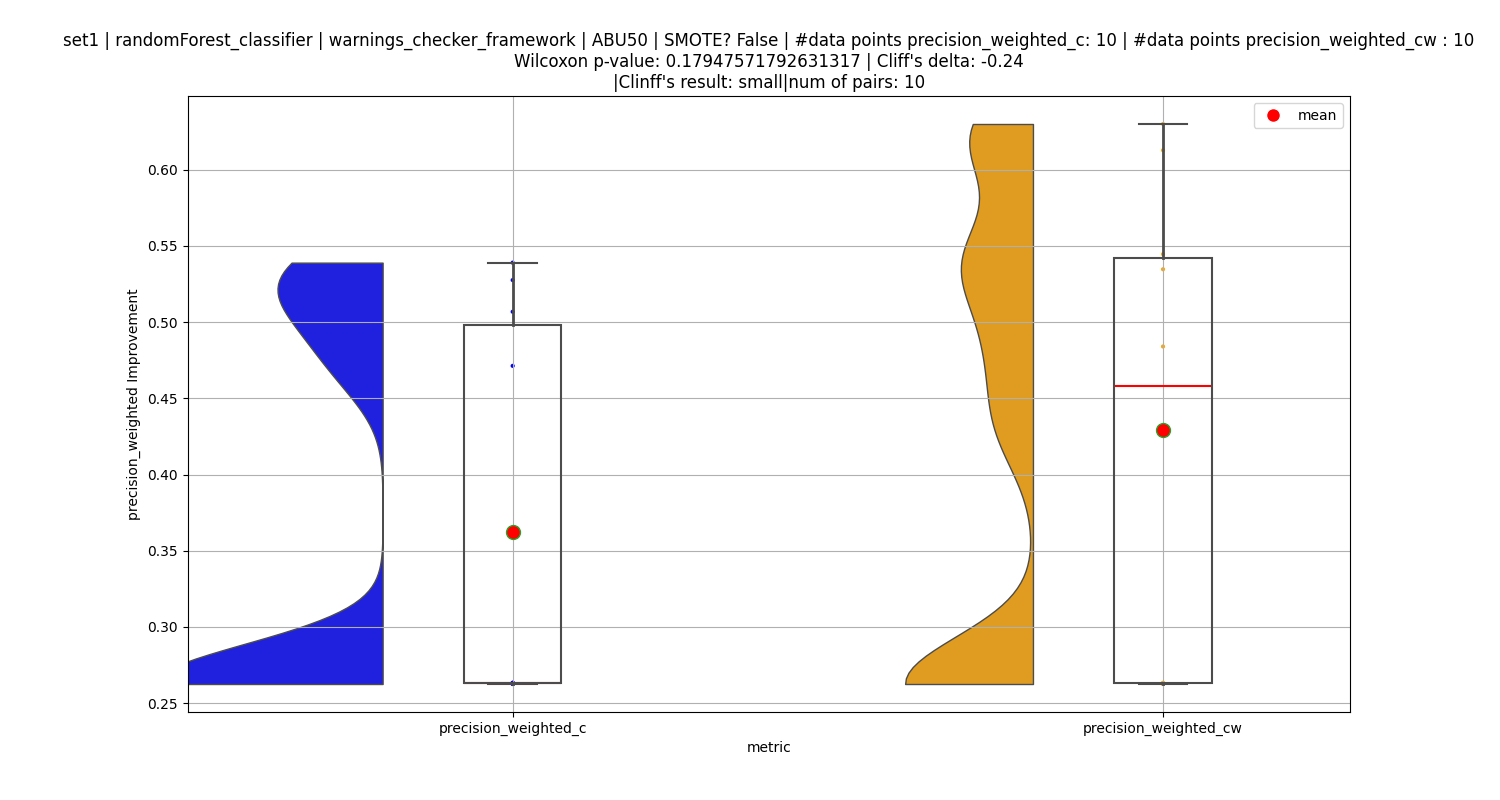 set1 | randomForest_classifier | warnings_checker_framework | ABU50 | SMOTE? False | #data points precision_weighted_c: 10 | #data points precision_weighted_cw : 10
Wilcoxon p-value: 0.17947571792631317 | Cliff's delta: -0.24
|Clinff's result: small|num of pairs: 10
mean
0.60
0.55
0.50
0.45
0.40
0.35
0.30
0.25
precision_weighted Improvement
precision_weighted_c
precision_weighted_cw
metric